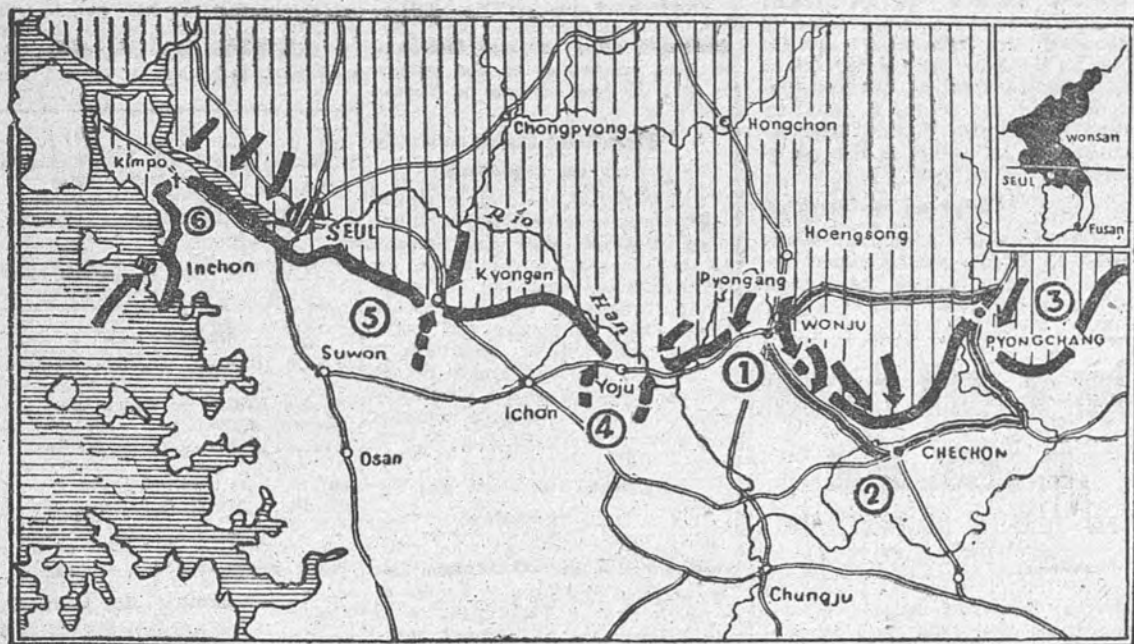 Chongpyong
Hongchon
Kimpo
wonsan
SEUL
Fusan
6
SEUL
Río
Hoengsong
Inchon
Kyongan
Pyongang
3
5
Han
WONJU
PYONGCHANG
Suwon
1
Yoju
Ichon
4
CHECHON
Osan
2
Chungju